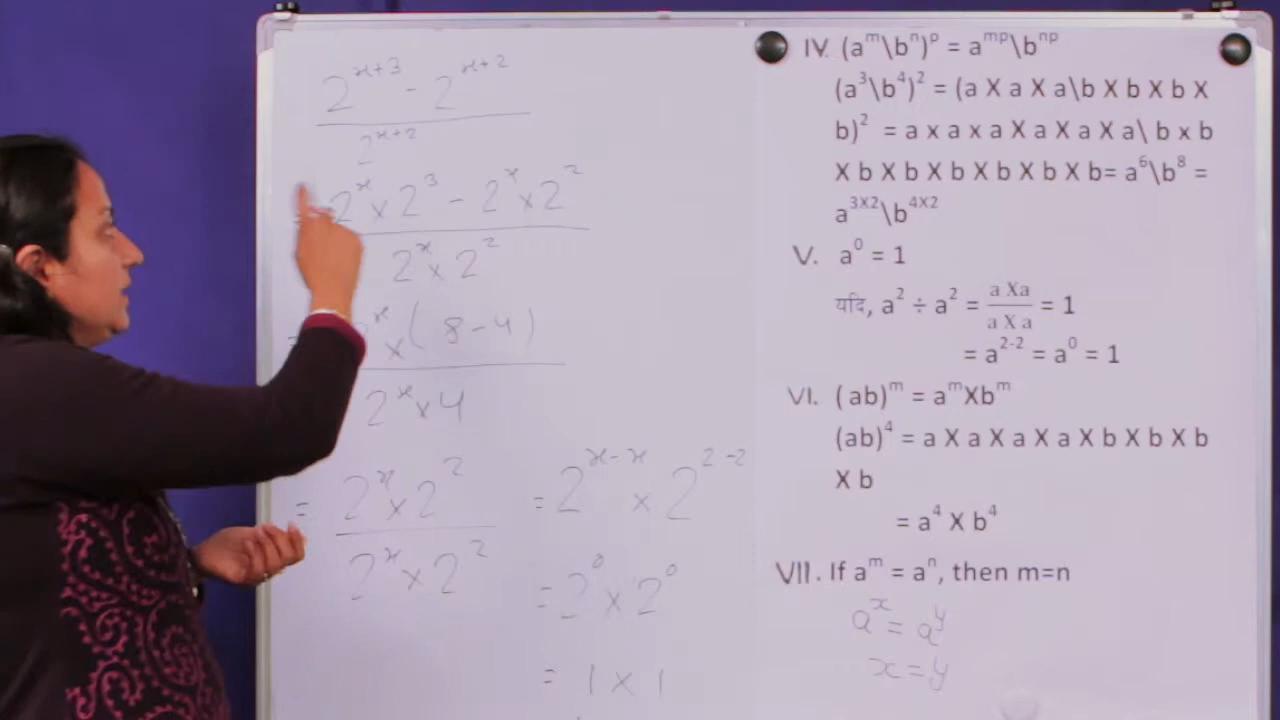 2^(x+3) - 2^(x+2)
2^(x+2)
2^x × 2^3 - 2^x × 2^2
2^x × 2^2
x × (8 - 4)
2^x × 4
= 2^x × 2^2
2^x × 2^2
= 2^(x-x) × 2^(2-2)
= 2^0 × 2^0
= 1 × 1
IV. (a^m\b^n)^p = a^mp\b^np
(a^3\b^4)^2 = (a X a X a\b X b X b X
b)^2 = a x a x a X a X a X a\ b x b
X b X b X b X b X b X b= a^6\b^8 =
a^3X2\b^4X2
V. a^0 = 1
यदि, a^2 ÷ a^2 = a Xa / a X a = 1
= a^2-2 = a^0 = 1
VI. ( ab)^m = a^mXb^m
(ab)^4 = a X a X a X a X b X b X b
X b
= a^4 X b^4
VII. If a^m = a^n, then m=n
a^x = a^y
x = y